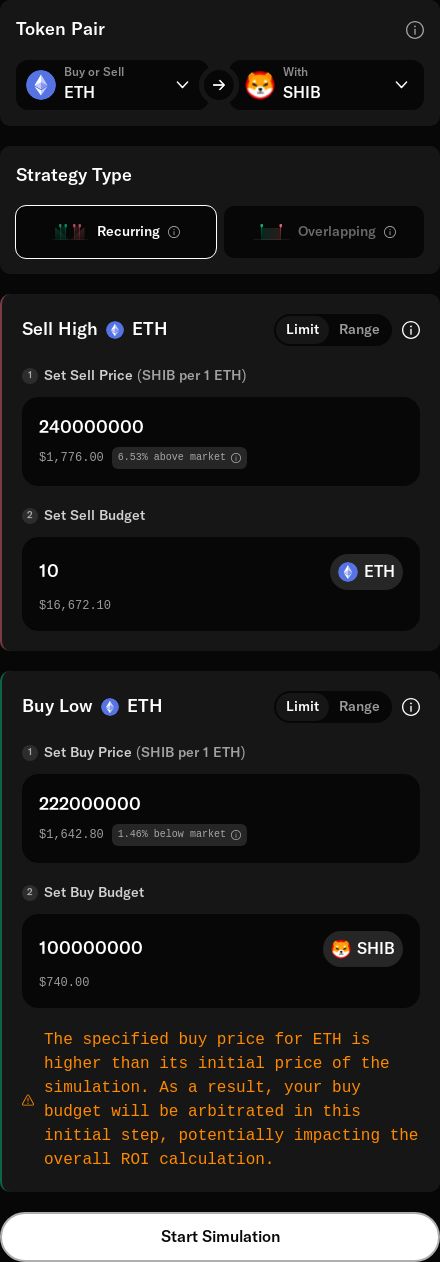 Token Pair
Buy or Sell
ETH
With
SHIB
Strategy Type
Recurring
Overlapping
Sell High ETH
Limit
Range
1 Set Sell Price (SHIB per 1 ETH)
240000000
$1,776.00 6.53% above market
2 Set Sell Budget
10
ETH
$16,672.10
Buy Low ETH
Limit
Range
1 Set Buy Price (SHIB per 1 ETH)
222000000
$1,642.80 1.46% below market
2 Set Buy Budget
100000000
SHIB
$740.00
The specified buy price for ETH is
higher than its initial price of the
simulation. As a result, your buy
budget will be arbitrated in this
initial step, potentially impacting the
overall ROI calculation.
Start Simulation